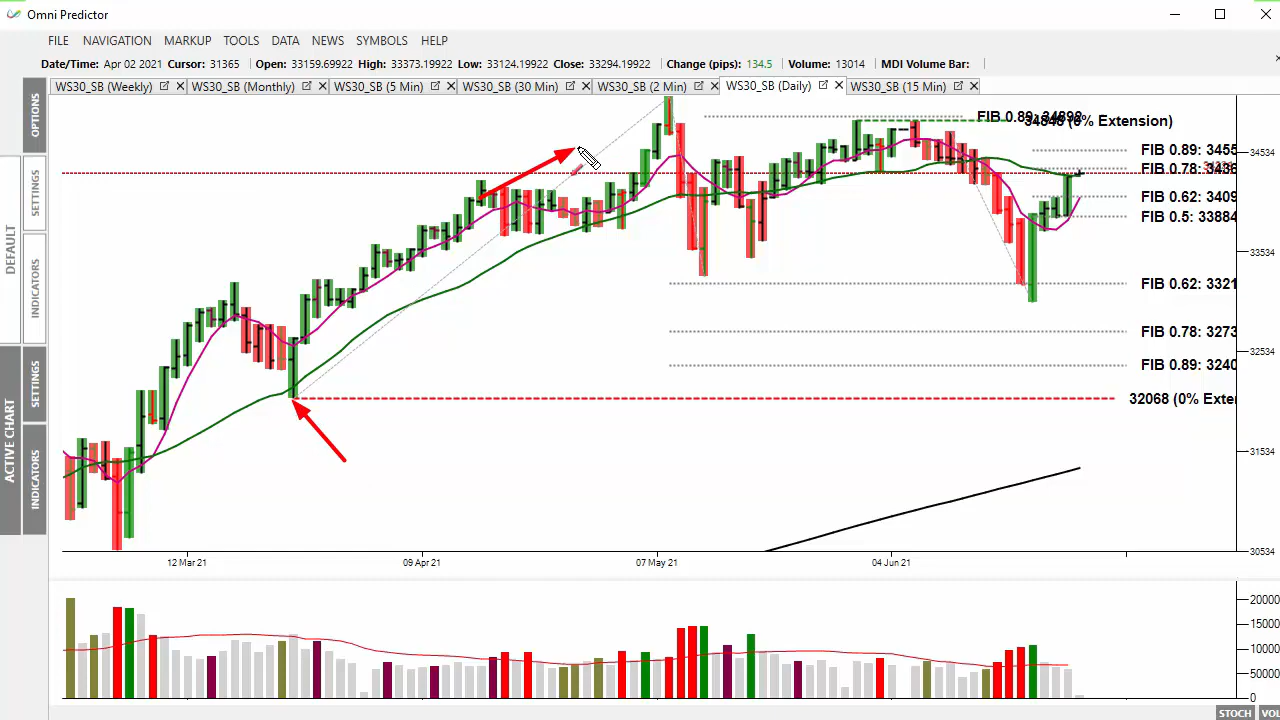 Omni Predictor
FILE NAVIGATION MARKUP TOOLS DATA NEWS SYMBOLS HELP
Date/Time: Apr 02 2021 Cursor: 31365 Open: 33159.69922 High: 33373.19922 Low: 33124.19922 Close: 33294.19922 Change (pips): 134.5 Volume: 13014 MDI Volume Bar:
WS30_SB (Weekly) WS30_SB (Monthly) WS30_SB (5 Min) WS30_SB (30 Min) WS30_SB (2 Min) WS30_SB (Daily) WS30_SB (15 Min)
OPTIONS
SETTINGS
INDICATORS
DEFAULT
SETTINGS
INDICATORS
ACTIVE CHART
FIB 0.89:
(0% Extension)
34534
FIB 0.89: 3445
FIB 0.78: 3436
FIB 0.62: 3409
FIB 0.5: 33884
33534
FIB 0.62: 3321
FIB 0.78: 3273
32534
FIB 0.89: 3240
32068 (0% Exte
31534
30534
12 Mar 21 09 Apr 21 07 May 21 04 Jun 21
20000
15000
10000
50000
0
STOCH VOL